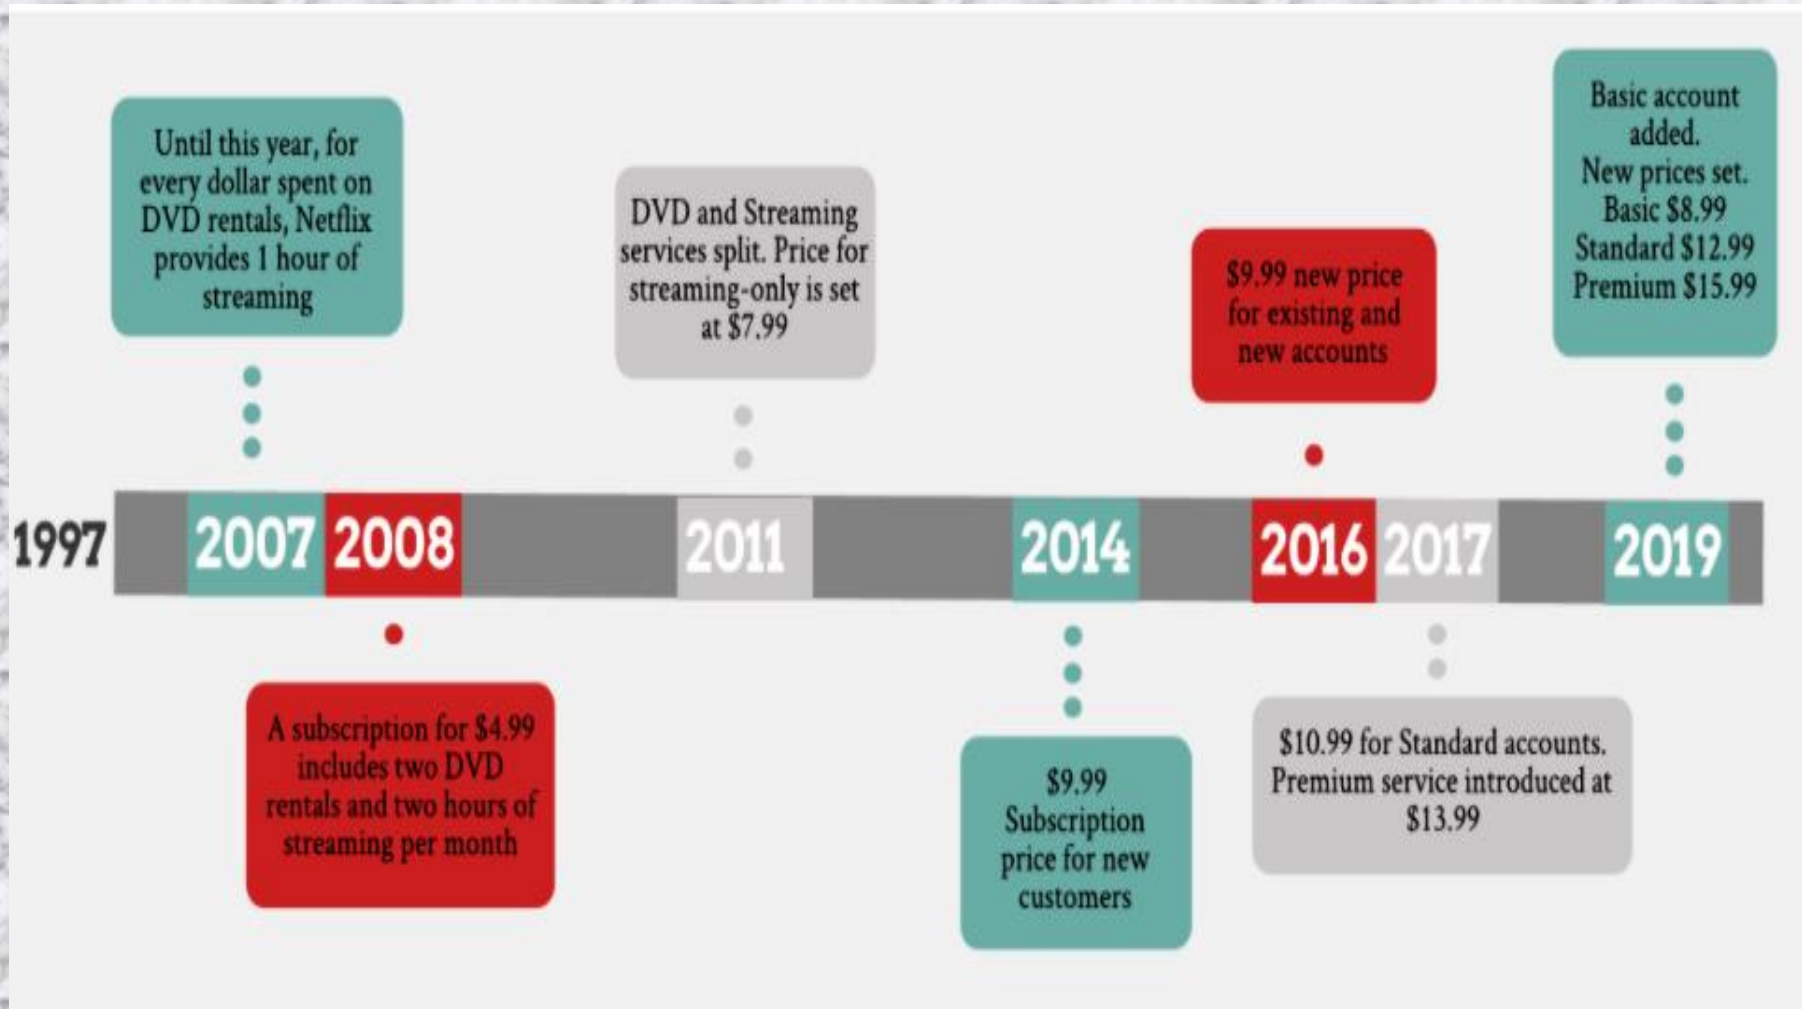 Until this year, for
every dollar spent on
DVD rentals, Netflix
provides 1 hour of
streaming
DVD and Streaming
services split. Price for
streaming-only is set
at $7.99
$9.99 new price
for existing and
new accounts
Basic account
added.
New prices set.
Basic $8.99
Standard $12.99
Premium $15.99
1997
2007
2008
2011
2014
2016
2017
2019
A subscription for $4.99
includes two DVD
rentals and two hours of
streaming per month
$9.99
Subscription
price for new
customers
$10.99 for Standard accounts.
Premium service introduced at
$13.99